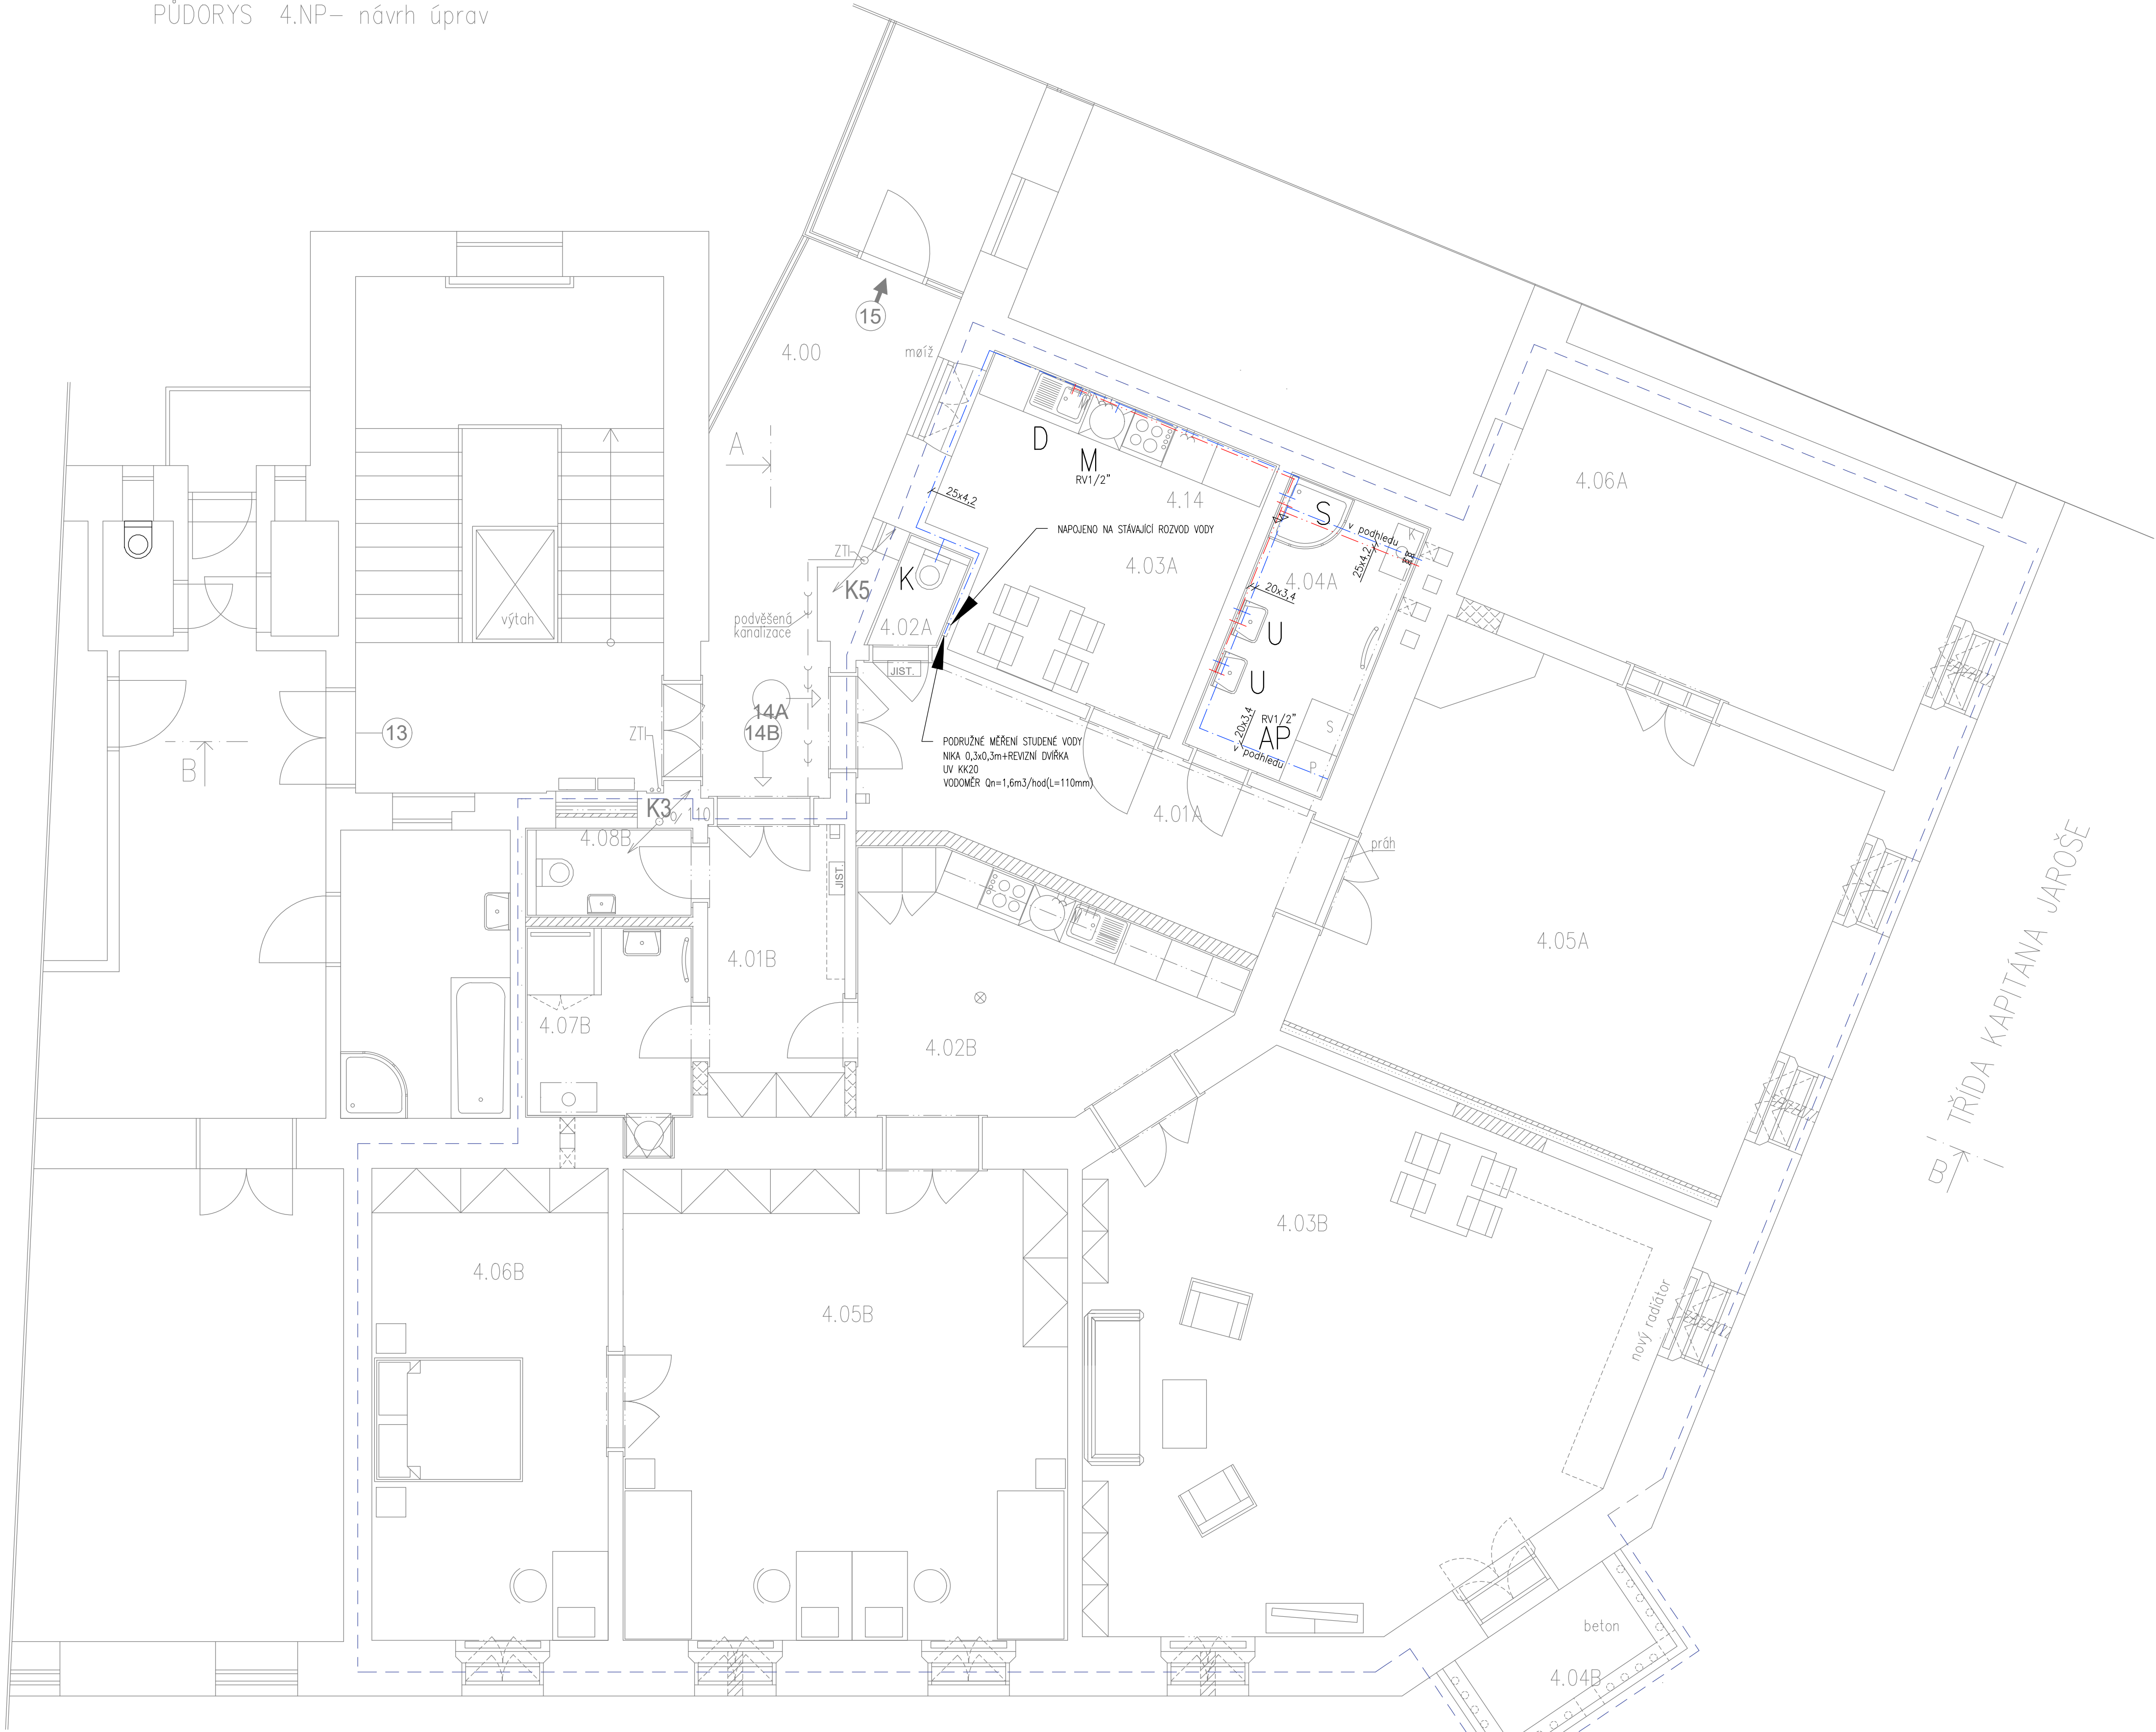 PŮDORYS 4.NP– návrh úprav
15
4.00
møíž
4.06A
A
D
M
RV1/2"
4.14
25x4,2
S
v podhledu
K
NAPOJENO NA STÁVAJÍCÍ ROZVOD VODY
ZTI
K5
K
4.03A
4.04A
25x4,2
20x3,4
výtah
podvěšená
kanalizace
4.02A
U
JIST.
U
14A
14B
13
ZTI
RV1/2"
20x3,4
AP
S
v podhledu
P
B
PODRUŽNÉ MĚŘENÍ STUDENÉ VODY
NIKA 0,3x0,3m+REVIZNÍ DVÍŘKA
UV KK20
VODOMĚR Qn=1,6m3/hod(L=110mm)
K3
110
4.01A
4.08B
práh
JIST.
TŘÍDA KAPITÁNA JAROŠE
4.05A
4.01B
4.07B
4.02B
B
4.03B
4.06B
4.05B
nový radiátor
beton
4.04B